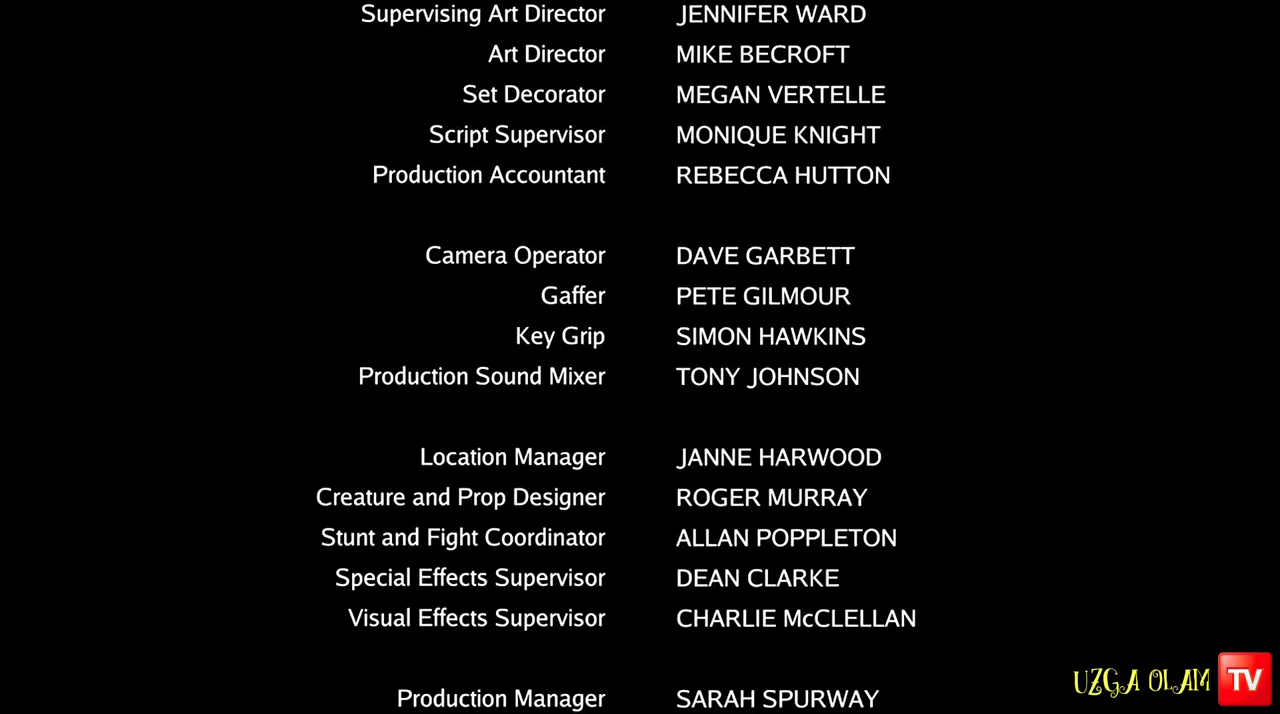 Supervising Art Director JENNIFER WARD
Art Director MIKE BECROFT
Set Decorator MEGAN VERTELLE
Script Supervisor MONIQUE KNIGHT
Production Accountant REBECCA HUTTON
Camera Operator DAVE GARBETT
Gaffer PETE GILMOUR
Key Grip SIMON HAWKINS
Production Sound Mixer TONY JOHNSON
Location Manager JANNE HARWOOD
Creature and Prop Designer ROGER MURRAY
Stunt and Fight Coordinator ALLAN POPPLETON
Special Effects Supervisor DEAN CLARKE
Visual Effects Supervisor CHARLIE McCLELLAN
Production Manager SARAH SPURWAY
UZGA OLAM TV